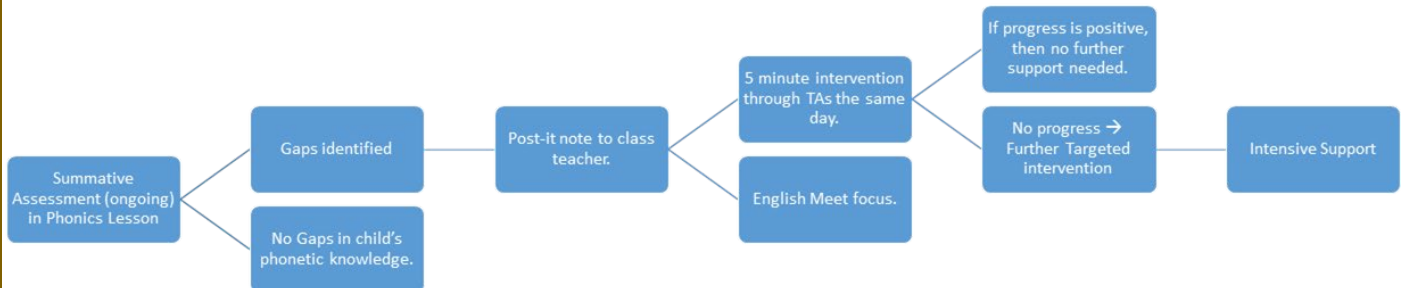 Summative
Assessment (ongoing)
in Phonics Lesson
Gaps identified
No Gaps in child's
phonetic knowledge.
Post-it note to class
teacher.
5 minute intervention
through TAs the same
day.
English Meet focus.
If progress is positive,
then no further
support needed.
No progress →
Further Targeted
intervention
Intensive Support